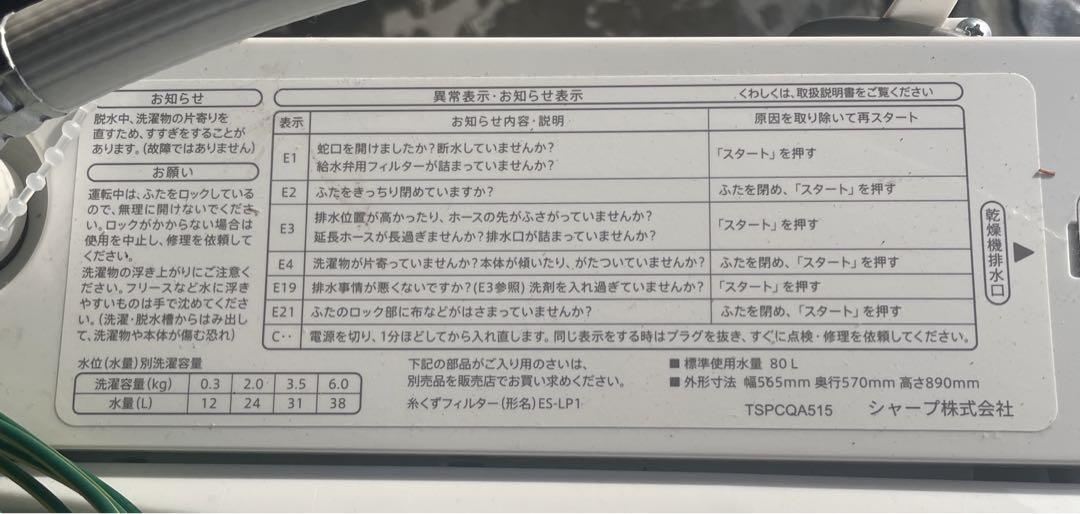 お知らせ
脱水中、洗濯物の片寄りを
直すため、すすぎをすることが
あります。(故障ではありません)
お願い
運転中は、ふたをロックしている
ので、無理に開けないでくださ
い。ロックがかからない場合は
使用を中止し、修理を依頼して
ください。
洗濯物の浮き上がりにご注意く
ださい。フリースなど水に浮き
やすいものは手で沈めてくださ
い。(洗濯・脱水槽からはみ出し
て、洗濯物や本体が傷む恐れ)
異常表示・お知らせ表示 くわしくは、取扱説明書をご覧ください
表示 お知らせ内容・説明 原因を取り除いて再スタート
E1 蛇口を開けましたか?断水していませんか? 「スタート」を押す
給水弁用フィルターが詰まっていませんか?
E2 ふたをきっちり閉めていますか? ふたを閉め、「スタート」を押す
E3 排水位置が高かったり、ホースの先がふさがっていませんか? 「スタート」を押す
延長ホースが長過ぎませんか?排水口が詰まっていませんか?
E4 洗濯物が片寄っていませんか?本体が傾いたり、がたついていませんか? ふたを閉め、「スタート」を押す
E19 排水事情が悪くないですか?(E3参照)洗剤を入れ過ぎていませんか? 「スタート」を押す
E21 ふたのロック部に布などがはさまっていませんか? ふたを閉め、「スタート」を押す
C・・ 電源を切り、1分ほどしてから入れ直します。同じ表示をする時はプラグを抜き、すぐに点検・修理を依頼してください。
乾燥機排水口
水位(水量)別洗濯容量
洗濯容量(kg) 0.3 2.0 3.5 6.0
水量(L) 12 24 31 38
下記の部品がご入り用のさいは、
別売品を販売店でお買い求めください。
糸くずフィルター(形名)ES-LP1
■ 標準使用水量 80 L
■ 外形寸法 幅565mm 奥行570mm 高さ890mm
TSPCQA515 シャープ株式会社